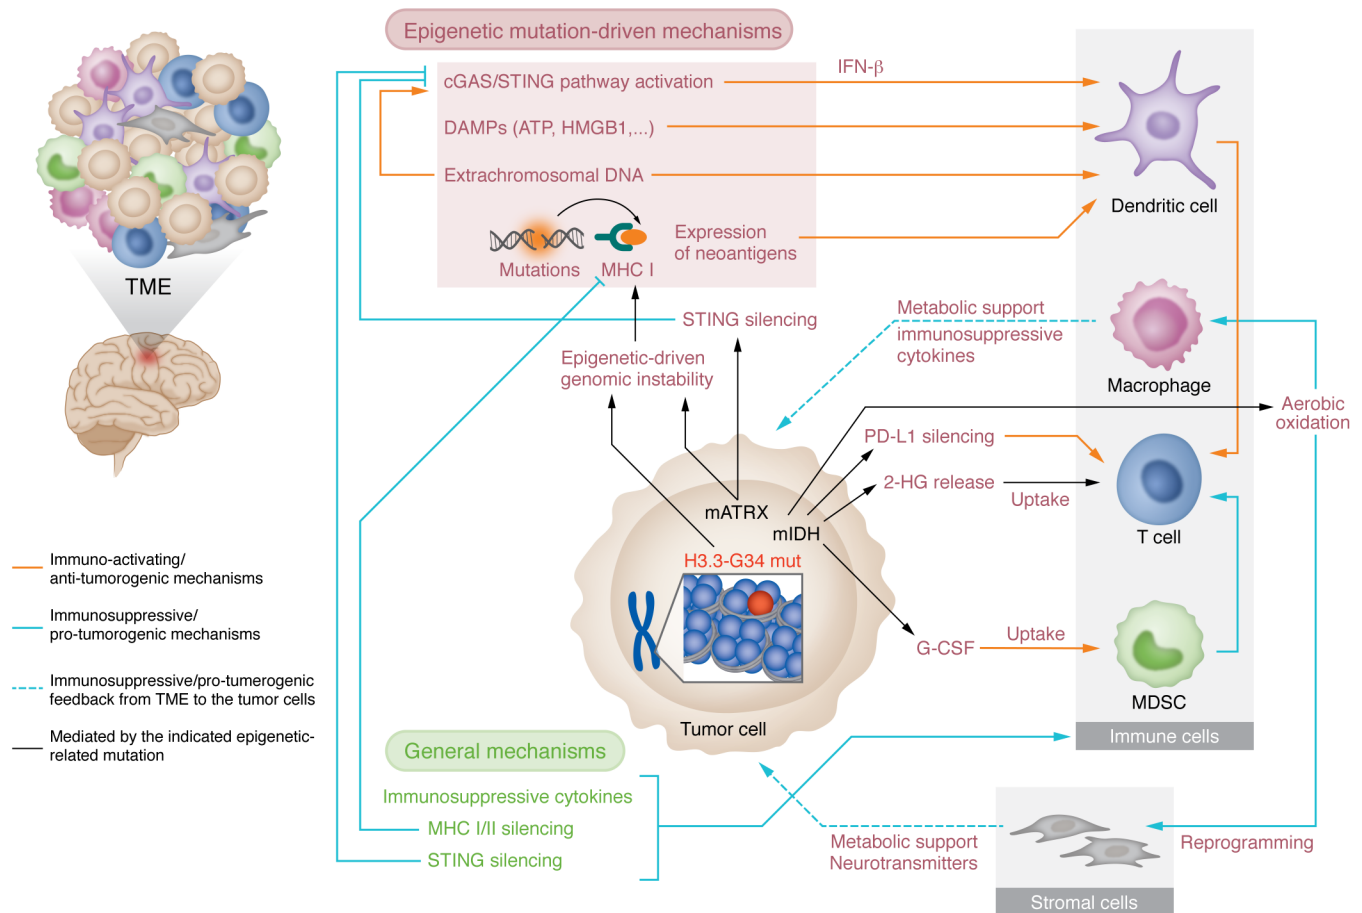 Epigenetic mutation-driven mechanisms
cGAS/STING pathway activation
IFN-β
DAMPs (ATP, HMGB1,...)
Extrachromosomal DNA
Expression
of neoantigens
Mutations
MHC I
Dendritic cell
TME
STING silencing
Epigenetic-driven
genomic instability
Metabolic support
immunosuppressive
cytokines
Macrophage
Aerobic
oxidation
PD-L1 silencing
2-HG release
Uptake
T cell
mATRX
mIDH
H3.3-G34 mut
G-CSF
Uptake
MDSC
Immune cells
Tumor cell
Immuno-activating/
anti-tumorogenic mechanisms
Immunosuppressive/
pro-tumorogenic mechanisms
Immunosuppressive/pro-tumerogenic
feedback from TME to the tumor cells
Mediated by the indicated epigenetic-
related mutation
General mechanisms
Immunosuppressive cytokines
MHC I/II silencing
STING silencing
Metabolic support
Neurotransmitters
Reprogramming
Stromal cells